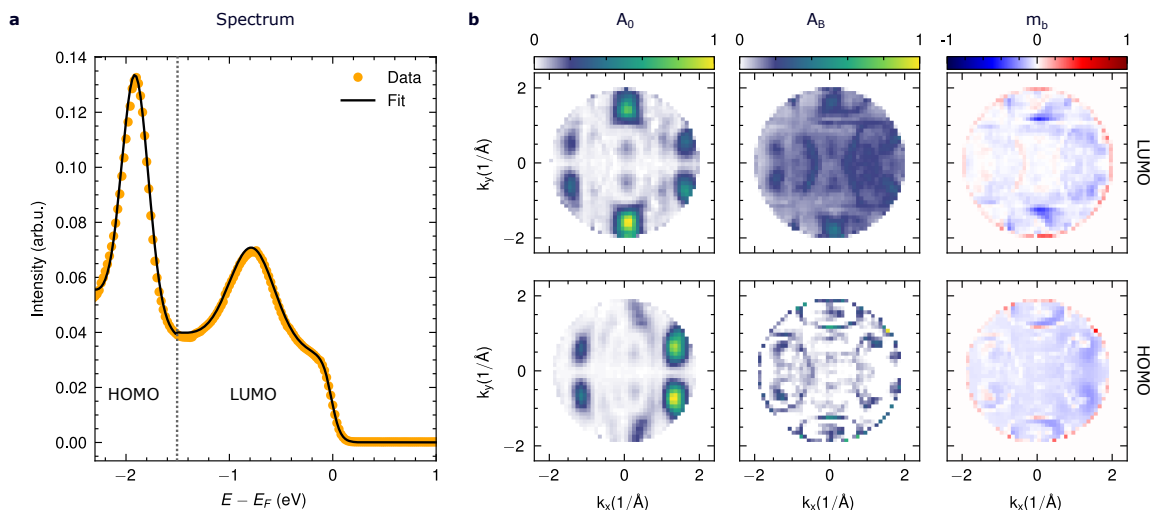 a
Spectrum
b
A0
AB
mb
0 1
0 1
-1 0 1
0.14
0.12
0.10
0.08
0.06
0.04
0.02
0.00
Intensity (arb.u.)
Data
Fit
HOMO
LUMO
−2 −1 0 1
E − EF (eV)
2
0
−2
ky(1/Å)
LUMO
2
0
−2
ky(1/Å)
HOMO
−2 0 2
−2 0 2
−2 0 2
kx(1/Å)
kx(1/Å)
kx(1/Å)